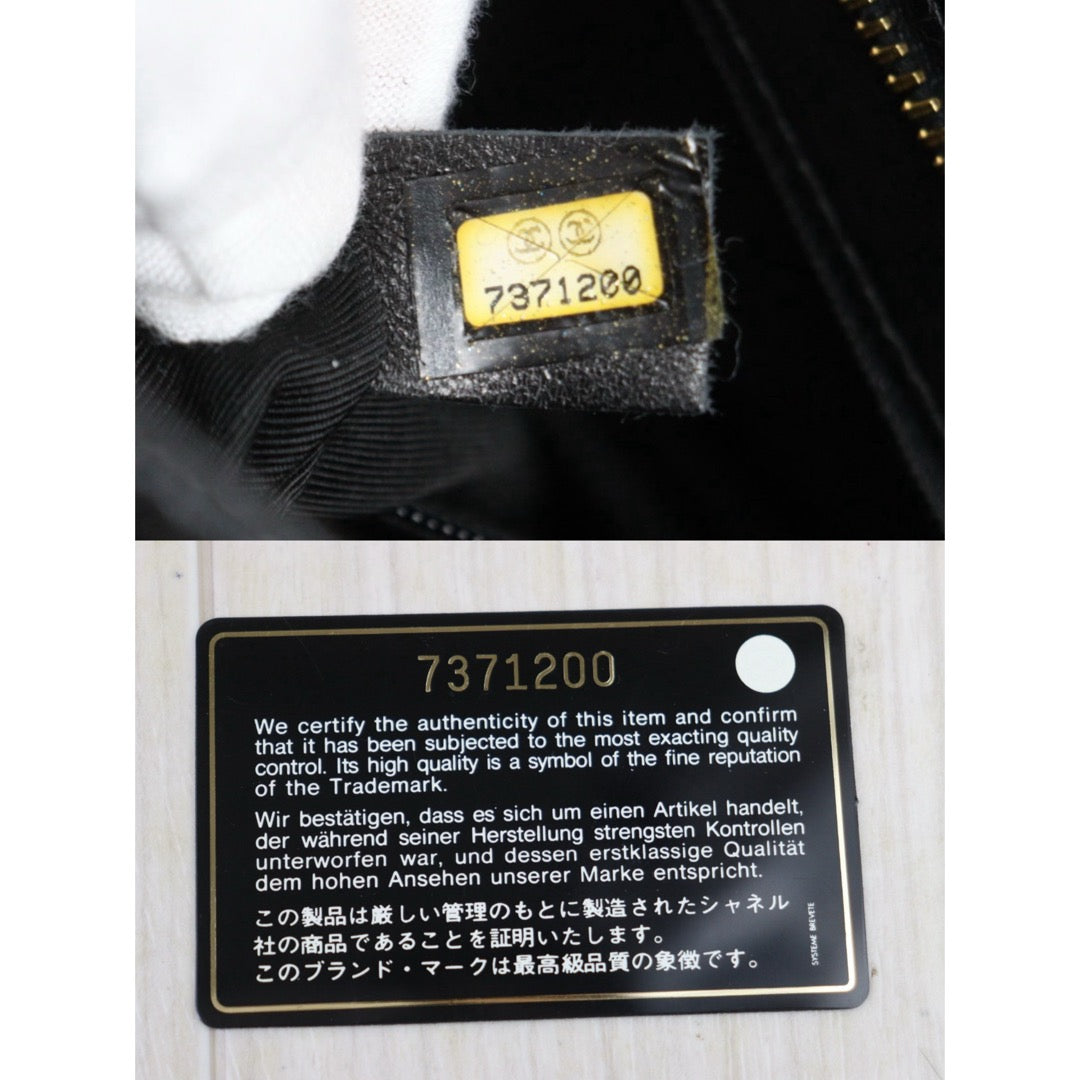 7371200
7371200
We certify the authenticity of this item and confirm
that it has been subjected to the most exacting quality
control. Its high quality is a symbol of the fine reputation
of the Trademark.
Wir bestätigen, dass es sich um einen Artikel handelt,
der während seiner Herstellung strengsten Kontrollen
unterworfen war, und dessen erstklassige Qualität
dem hohen Ansehen unserer Marke entspricht.
この製品は厳しい管理のもとに製造されたシャネル
社の商品であることを証明いたします。
このブランド・マークは最高級品質の象徴です。
SYSTEME BREVETE